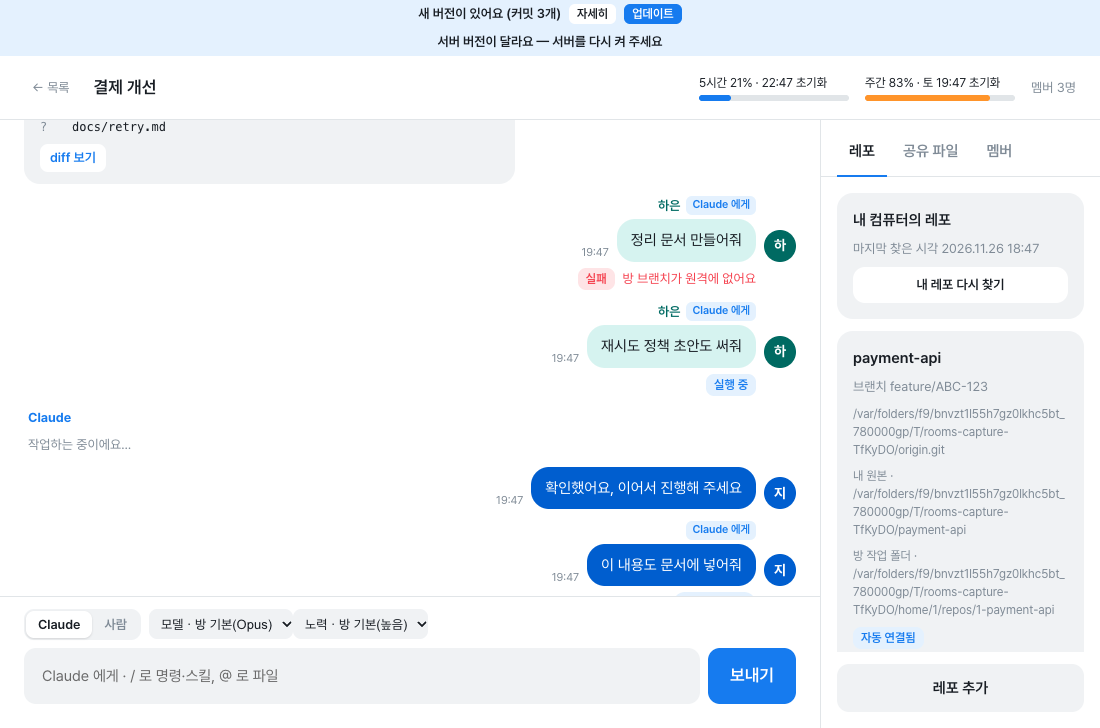 새 버전이 있어요 (커밋 3개) 자세히 업데이트
서버 버전이 달라요 — 서버를 다시 켜 주세요
← 목록 결제 개선
5시간 21% · 22:47 초기화
주간 83% · 토 19:47 초기화
멤버 3명
? docs/retry.md
diff 보기
하은 Claude 에게
정리 문서 만들어줘
하
19:47
실패 방 브랜치가 원격에 없어요
하은 Claude 에게
재시도 정책 초안도 써줘
하
19:47
실행 중
Claude
작업하는 중이에요…
확인했어요, 이어서 진행해 주세요
지
19:47
Claude 에게
이 내용도 문서에 넣어줘
지
19:47
Claude 사람 모델 · 방 기본(Opus) 노력 · 방 기본(높음)
Claude 에게 · / 로 명령·스킬, @ 로 파일
보내기
레포 공유 파일 멤버
내 컴퓨터의 레포
마지막 찾은 시각 2026.11.26 18:47
내 레포 다시 찾기
payment-api
브랜치 feature/ABC-123
/var/folders/f9/bnvzt1l55h7gz0lkhc5bt_
780000gp/T/rooms-capture-
TfKyDO/origin.git
내 원본 ·
/var/folders/f9/bnvzt1l55h7gz0lkhc5bt_
780000gp/T/rooms-capture-
TfKyDO/payment-api
방 작업 폴더 ·
/var/folders/f9/bnvzt1l55h7gz0lkhc5bt_
780000gp/T/rooms-capture-
TfKyDO/home/1/repos/1-payment-api
자동 연결됨
레포 추가